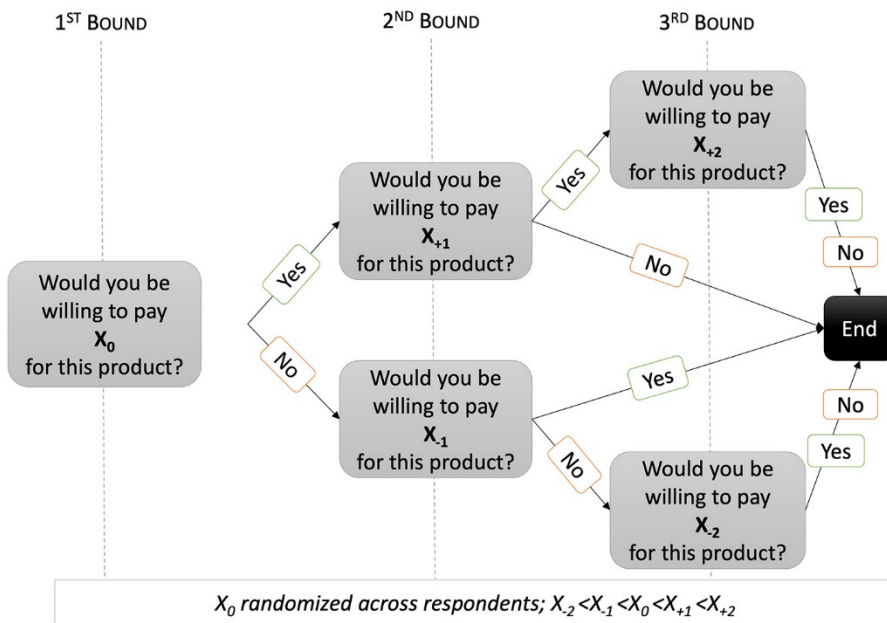 1ST BOUND
2ND BOUND
3RD BOUND
Would you be
willing to pay
X0
for this product?
Yes
No
Would you be
willing to pay
X+1
for this product?
Would you be
willing to pay
X-1
for this product?
Yes
No
Yes
No
Would you be
willing to pay
X+2
for this product?
Would you be
willing to pay
X-2
for this product?
Yes
No
End
No
Yes
X0 randomized across respondents; X-2 <X-1 <X0 <X+1 <X+2